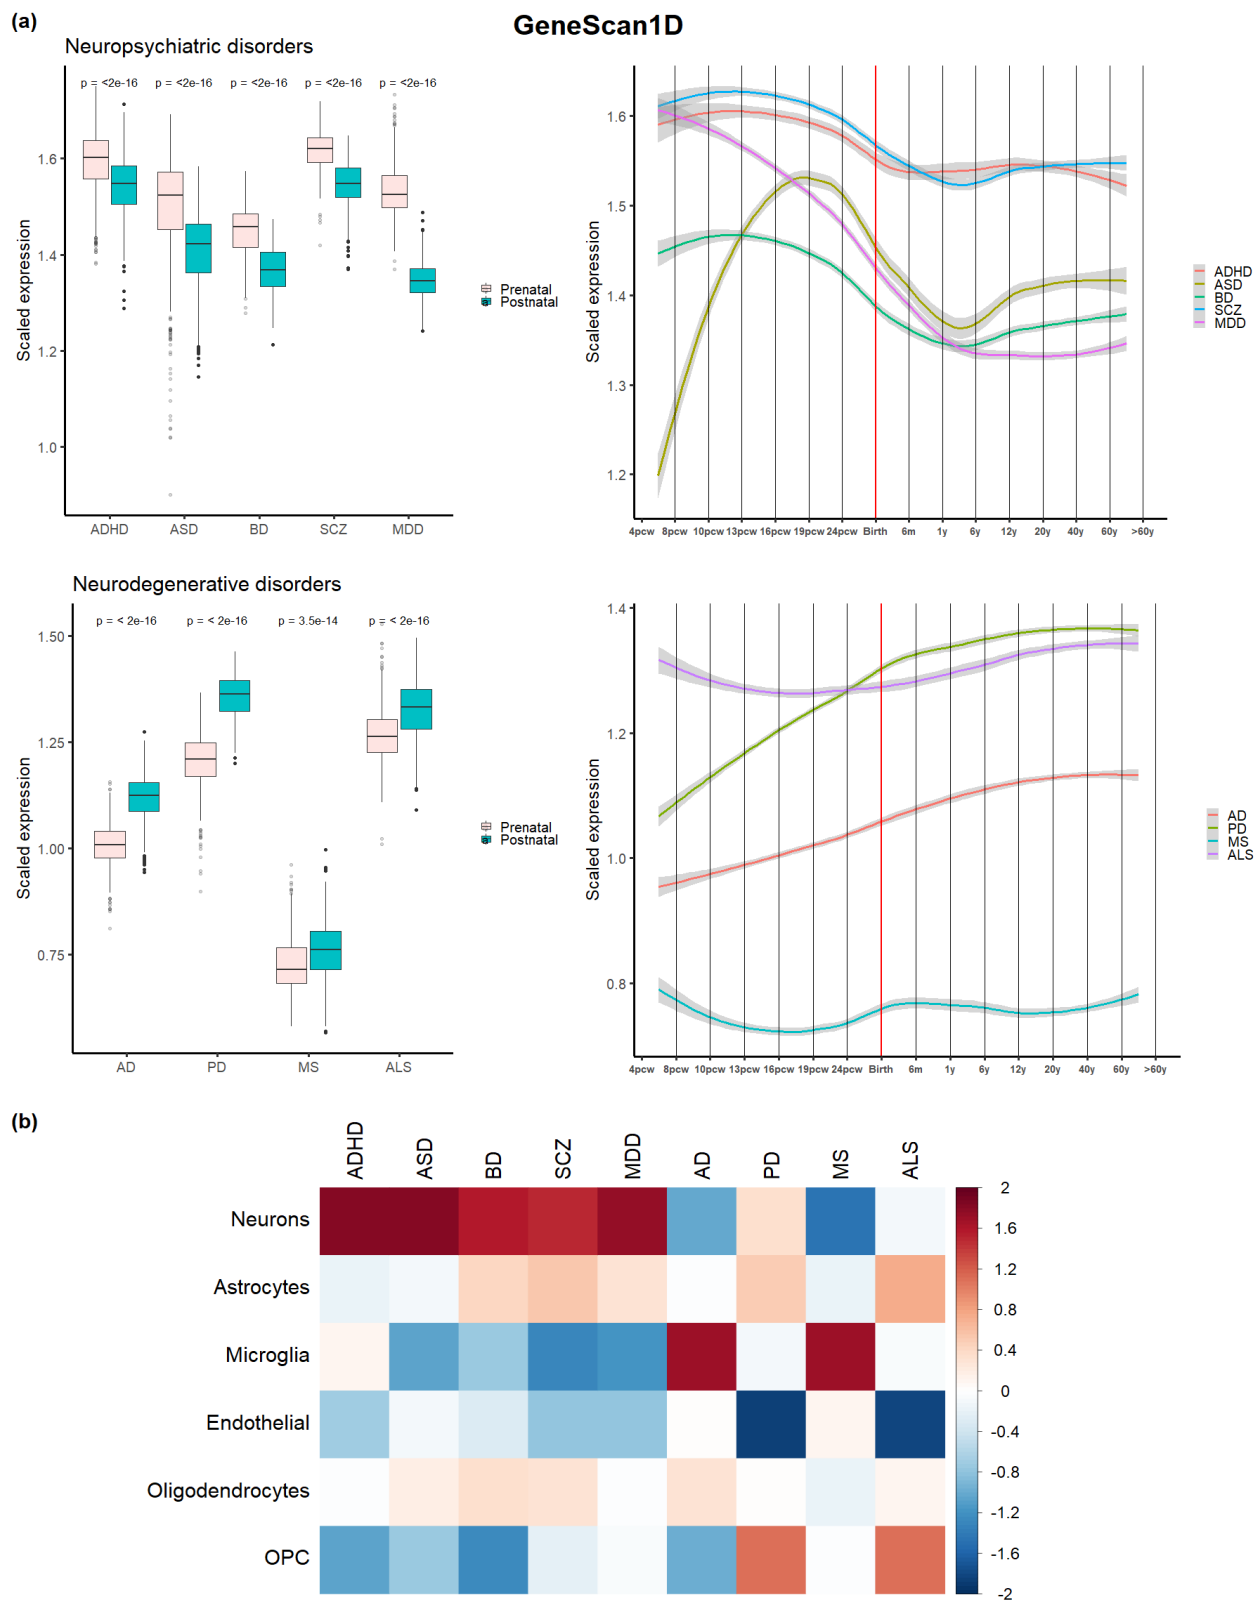 (a)
GeneScan1D
Neuropsychiatric disorders
p = <2e-16 p = <2e-16 p = <2e-16 p = <2e-16 p = <2e-16
Scaled expression
1.6
1.4
1.2
1.0
ADHD ASD BD SCZ MDD
Prenatal
Postnatal
Scaled expression
1.6
1.5
1.4
1.3
1.2
4pcw 8pcw 10pcw 13pcw 16pcw 19pcw 24pcw Birth 6m 1y 6y 12y 20y 40y 60y >60y
ADHD
ASD
BD
SCZ
MDD
Neurodegenerative disorders
p = < 2e-16 p = < 2e-16 p = 3.5e-14 p = < 2e-16
Scaled expression
1.50
1.25
1.00
0.75
AD PD MS ALS
Prenatal
Postnatal
Scaled expression
1.4
1.2
1.0
0.8
4pcw 8pcw 10pcw 13pcw 16pcw 19pcw 24pcw Birth 6m 1y 6y 12y 20y 40y 60y >60y
AD
PD
MS
ALS
(b)
ADHD ASD BD SCZ MDD AD PD MS ALS
Neurons
Astrocytes
Microglia
Endothelial
Oligodendrocytes
OPC
2
1.6
1.2
0.8
0.4
0
-0.4
-0.8
-1.2
-1.6
-2